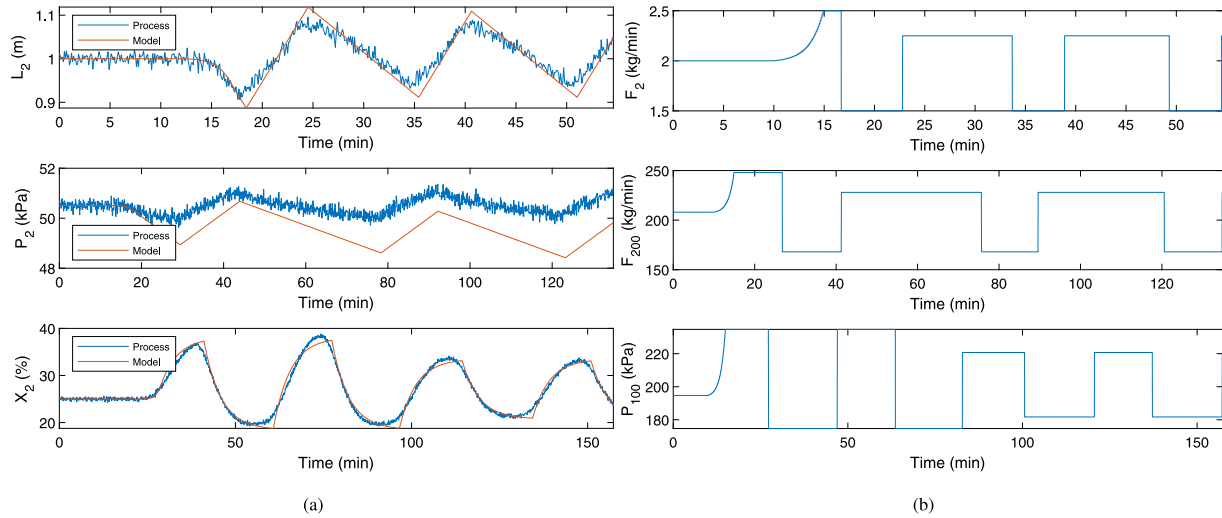 L2 (m)
1.1
1
0.9
Process
Model
0 5 10 15 20 25 30 35 40 45 50
Time (min)
P2 (kPa)
52
50
48
Process
Model
0 20 40 60 80 100 120
Time (min)
X2 (%)
40
30
20
Process
Model
0 50 100 150
Time (min)
(a)
F2 (kg/min)
2.5
2
1.5
0 5 10 15 20 25 30 35 40 45 50
Time (min)
F200 (kg/min)
250
200
150
0 20 40 60 80 100 120
Time (min)
P100 (kPa)
220
200
180
0 50 100 150
Time (min)
(b)